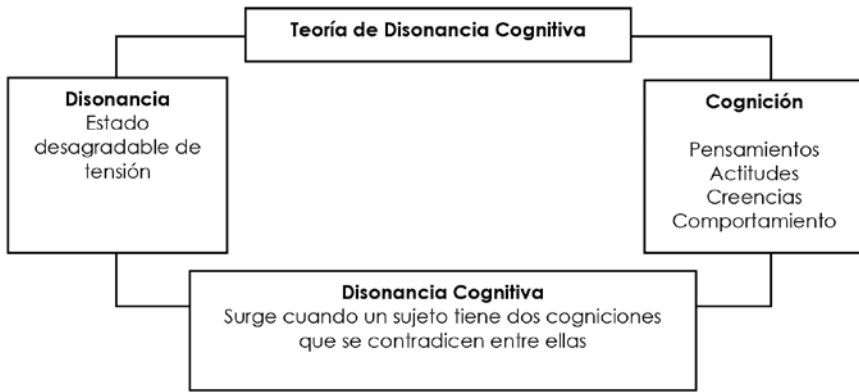 Teoría de Disonancia Cognitiva
Disonancia
Estado
desagradable de
tensión
Cognición
Pensamientos
Actitudes
Creencias
Comportamiento
Disonancia Cognitiva
Surge cuando un sujeto tiene dos cogniciones
que se contradicen entre ellas